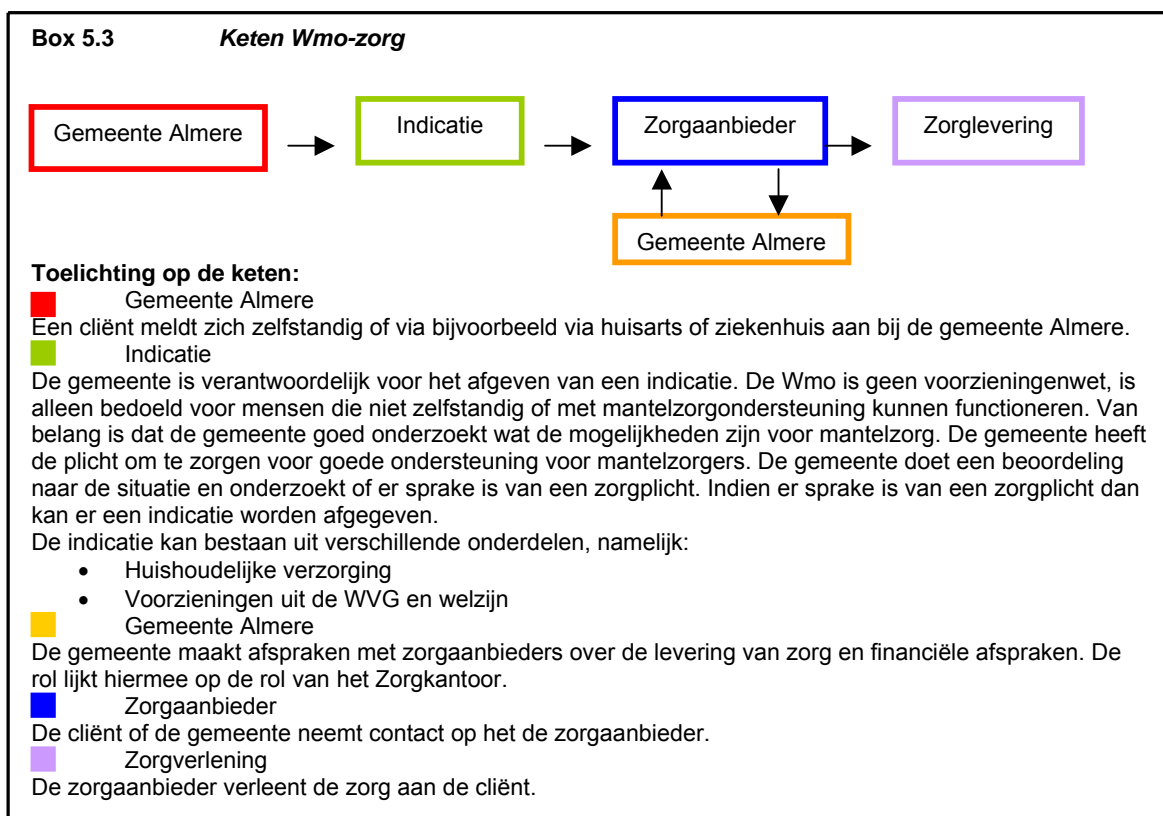 Box 5.3 Keten Wmo-zorg
Gemeente Almere
Indicatie
Zorgaanbieder
Zorglevering
Gemeente Almere
Toelichting op de keten:
Gemeente Almere
Een cliënt meldt zich zelfstandig of via bijvoorbeeld via huisarts of ziekenhuis aan bij de gemeente Almere.
Indicatie
De gemeente is verantwoordelijk voor het afgeven van een indicatie. De Wmo is geen voorzieningenwet, is
alleen bedoeld voor mensen die niet zelfstandig of met mantelzorgondersteuning kunnen functioneren. Van
belang is dat de gemeente goed onderzoekt wat de mogelijkheden zijn voor mantelzorg. De gemeente heeft
de plicht om te zorgen voor goede ondersteuning voor mantelzorgers. De gemeente doet een beoordeling
naar de situatie en onderzoekt of er sprake is van een zorgplicht. Indien er sprake is van een zorgplicht dan
kan er een indicatie worden afgegeven.
De indicatie kan bestaan uit verschillende onderdelen, namelijk:
• Huishoudelijke verzorging
• Voorzieningen uit de WVG en welzijn
Gemeente Almere
De gemeente maakt afspraken met zorgaanbieders over de levering van zorg en financiële afspraken. De
rol lijkt hiermee op de rol van het Zorgkantoor.
Zorgaanbieder
De cliënt of de gemeente neemt contact op het de zorgaanbieder.
Zorgverlening
De zorgaanbieder verleent de zorg aan de cliënt.